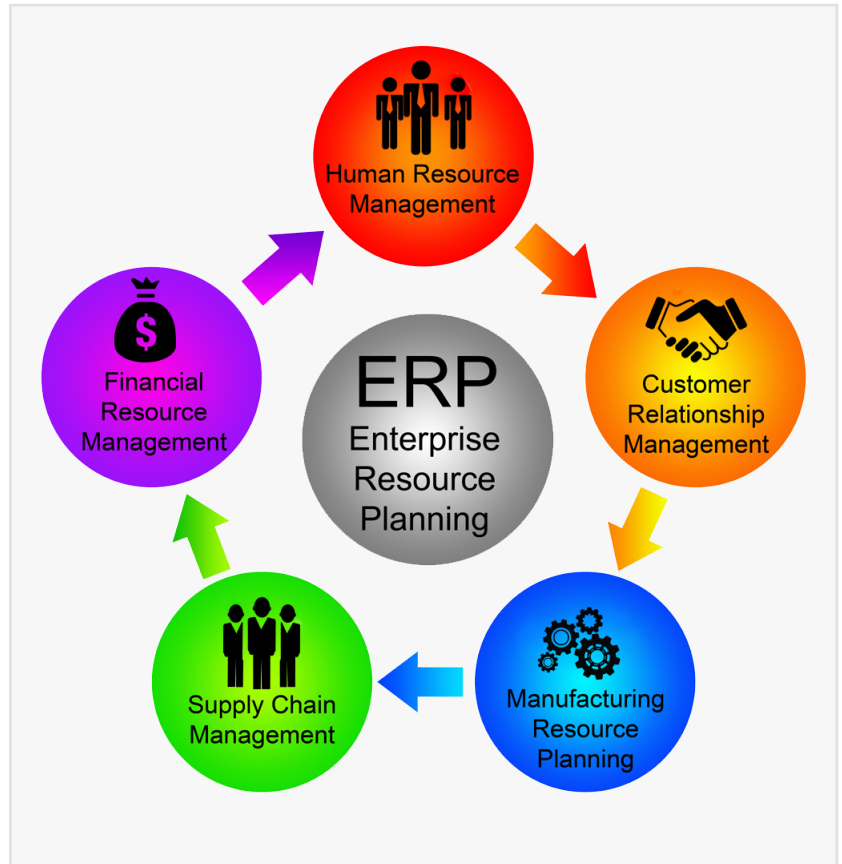 Human Resource
Management
Customer
Relationship
Management
Manufacturing
Resource
Planning
Supply Chain
Management
$
Financial
Resource
Management
ERP
Enterprise
Resource
Planning